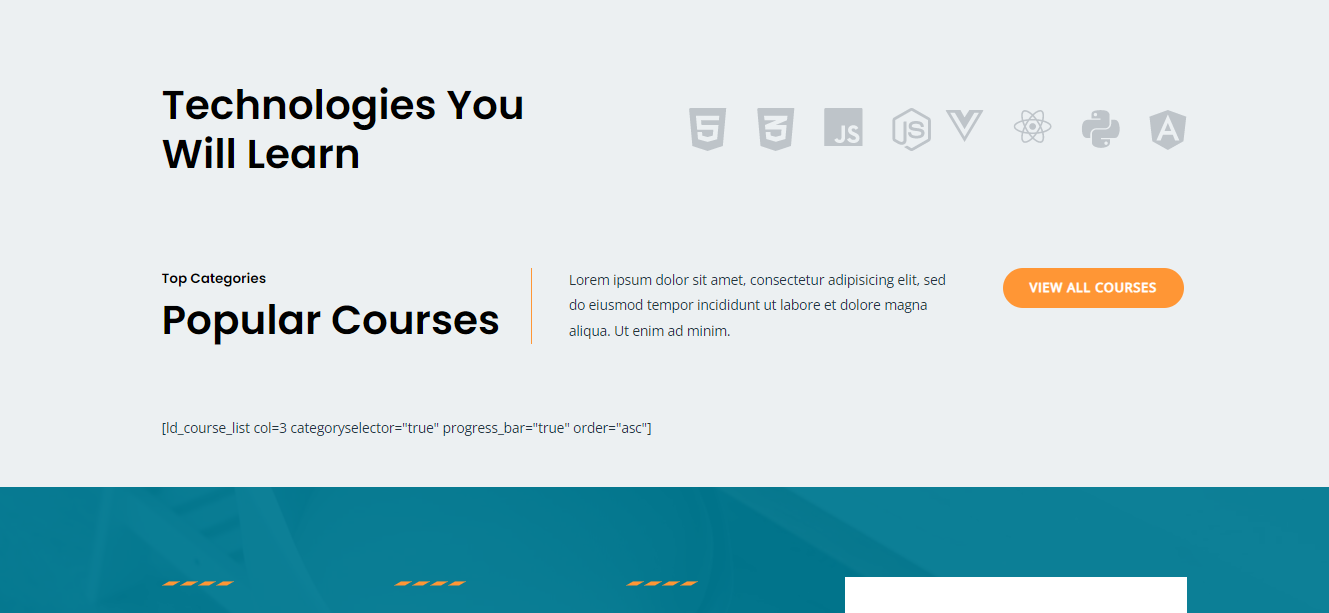 Technologies You
Will Learn
5
3
JS
JS
A
Top Categories
Popular Courses
Lorem ipsum dolor sit amet, consectetur adipisicing elit, sed
do eiusmod tempor incididunt ut labore et dolore magna
aliqua. Ut enim ad minim.
VIEW ALL COURSES
[ld_course_list col=3 categoryselector="true" progress_bar="true" order="asc"]